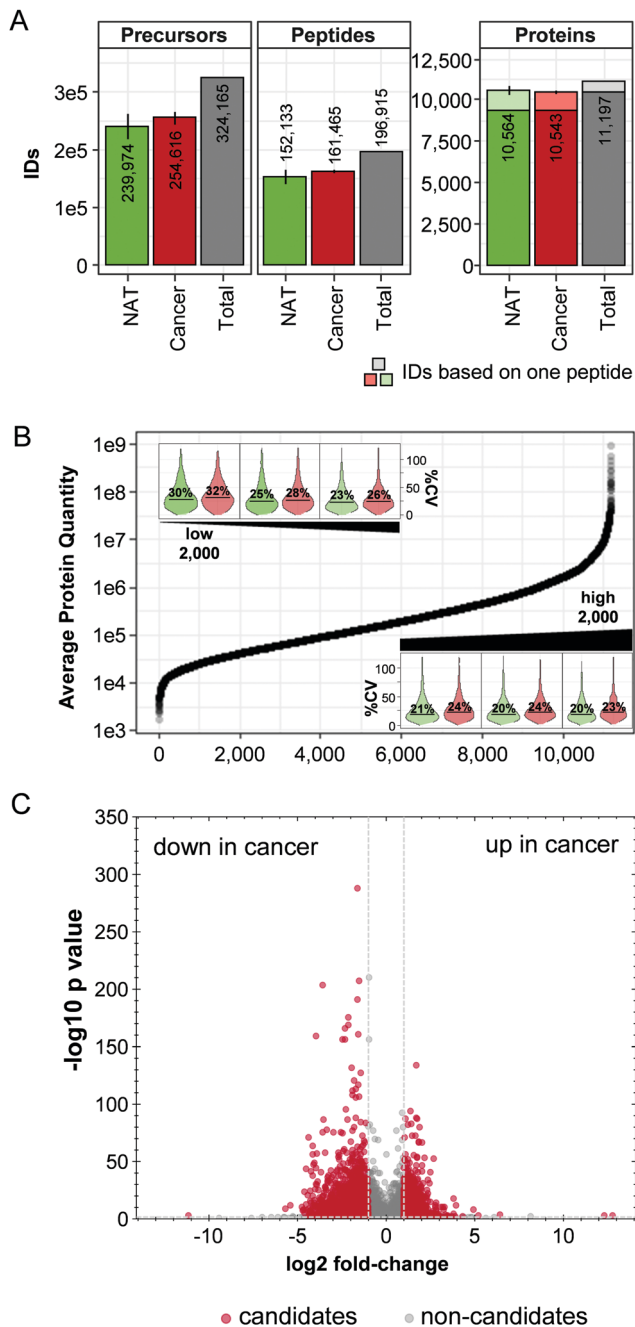 A
Precursors
Peptides
Proteins
IDs
3e5
2e5
1e5
0
239,974
254,616
324,165
152,133
161,465
196,915
12,500
10,000
7,500
5,000
2,500
0
10,564
10,543
11,197
NAT
Cancer
Total
NAT
Cancer
Total
NAT
Cancer
Total
IDs based on one peptide
B
Average Protein Quantity
1e9
1e8
1e7
1e6
1e5
1e4
1e3
30%
32%
25%
28%
23%
26%
100
50
0
%CV
low
2,000
high
2,000
%CV
100
50
0
21%
24%
20%
24%
20%
23%
0
2,000
4,000
6,000
8,000
10,000
C
-log10 p value
350
300
250
200
150
100
50
0
down in cancer
up in cancer
-10
-5
0
5
10
log2 fold-change
candidates
non-candidates